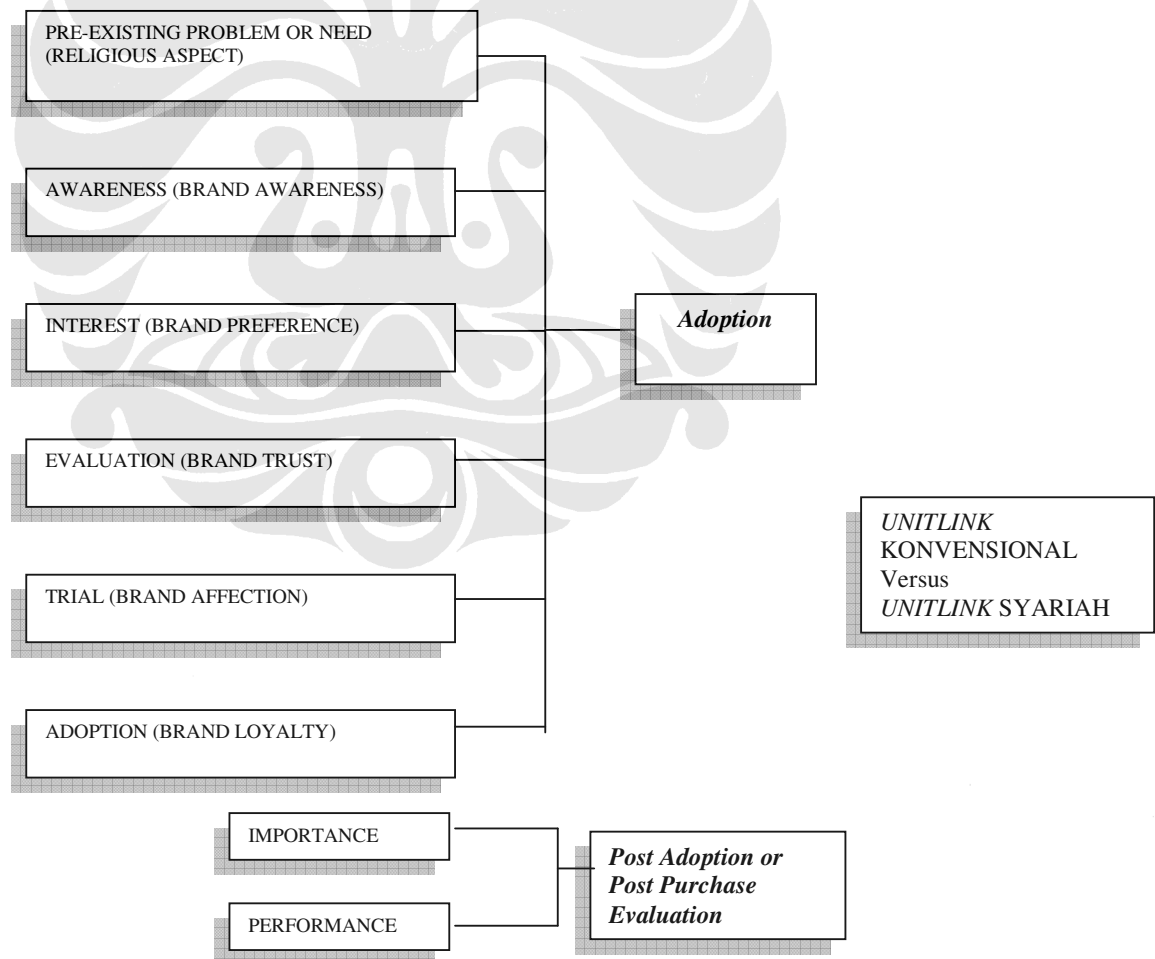 PRE-EXISTING PROBLEM OR NEED
(RELIGIOUS ASPECT)
AWARENESS (BRAND AWARENESS)
INTEREST (BRAND PREFERENCE)
Adoption
EVALUATION (BRAND TRUST)
UNITLINK
KONVENSIONAL
Versus
UNITLINK SYARIAH
TRIAL (BRAND AFFECTION)
ADOPTION (BRAND LOYALTY)
IMPORTANCE
Post Adoption or
Post Purchase
Evaluation
PERFORMANCE